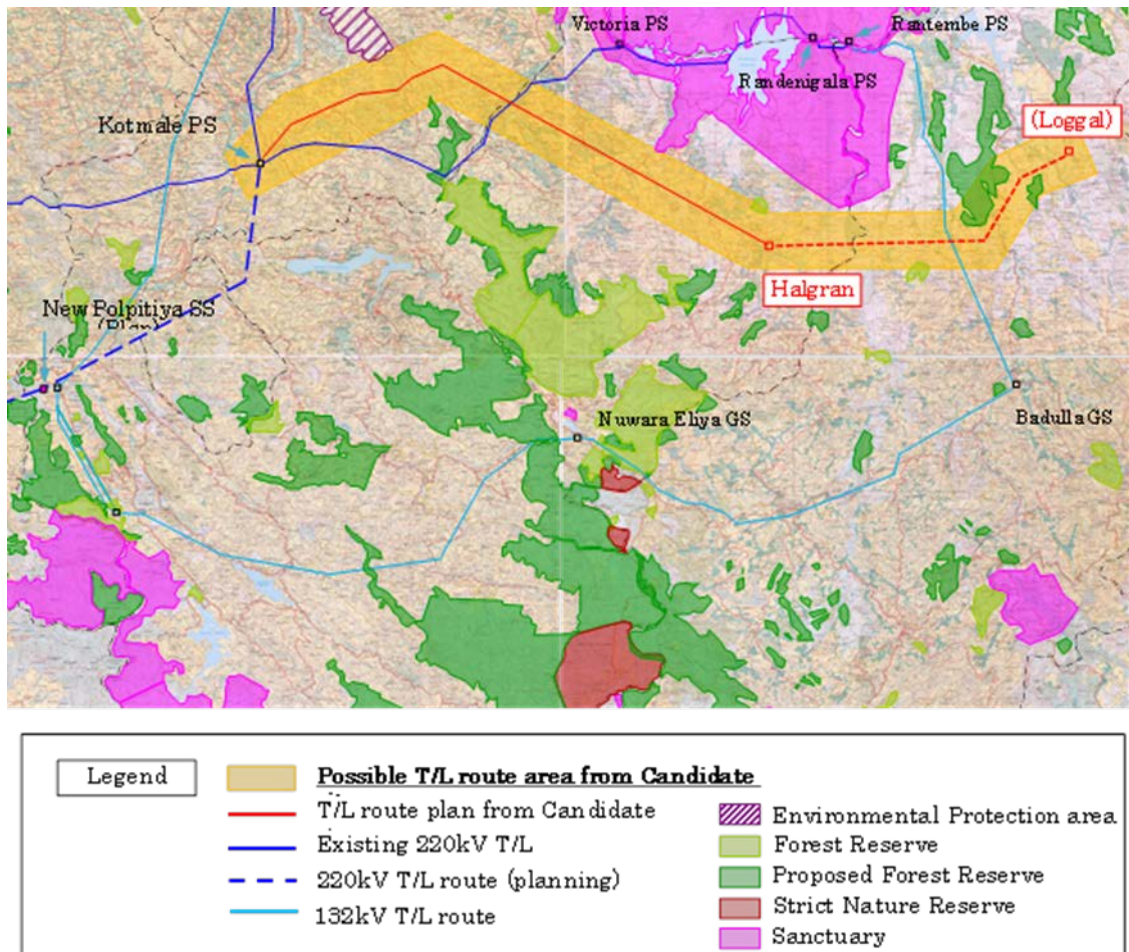 Victoria PS
Rantembe PS
Randenigala PS
Kotmale PS
(Loggal)
Halgran
New Polpitiya SS
(Plan)
Nuwara Eliya GS
Badulla GS
Legend
Possible T/L route area from Candidate
T/L route plan from Candidate
Existing 220kV T/L
220kV T/L route (planning)
132kV T/L route
Environmental Protection area
Forest Reserve
Proposed Forest Reserve
Strict Nature Reserve
Sanctuary